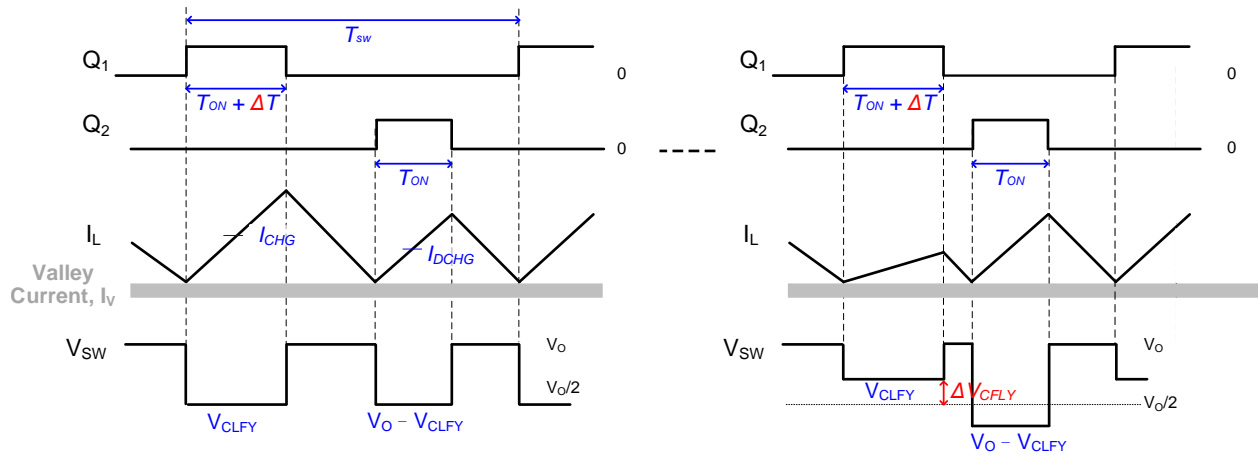 Tsw
Q1
0
TON + ΔT
Q2
0
TON
IL
ICHG
IDCHG
Valley
Current, IV
VSW
VO
VO/2
VCLFY
VO – VCLFY
Q1
0
TON + ΔT
Q2
0
TON
IL
VSW
VO
VCLFY
ΔVCFLY
VO/2
VO – VCLFY